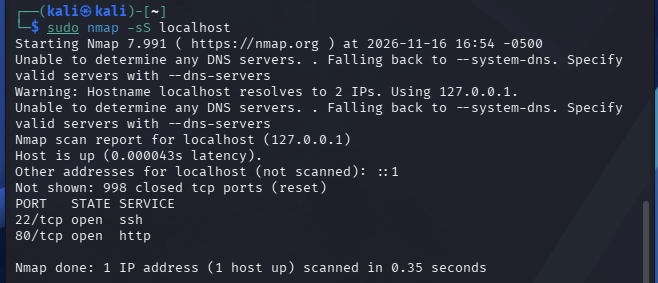 ┌──(kali㉿kali)-[~]
└─$ sudo nmap -sS localhost
Starting Nmap 7.991 ( https://nmap.org ) at 2026-11-16 16:54 -0500
Unable to determine any DNS servers. . Falling back to --system-dns. Specify
valid servers with --dns-servers
Warning: Hostname localhost resolves to 2 IPs. Using 127.0.0.1.
Unable to determine any DNS servers. . Falling back to --system-dns. Specify
valid servers with --dns-servers
Nmap scan report for localhost (127.0.0.1)
Host is up (0.000043s latency).
Other addresses for localhost (not scanned): ::1
Not shown: 998 closed tcp ports (reset)
PORT   STATE SERVICE
22/tcp open  ssh
80/tcp open  http
Nmap done: 1 IP address (1 host up) scanned in 0.35 seconds